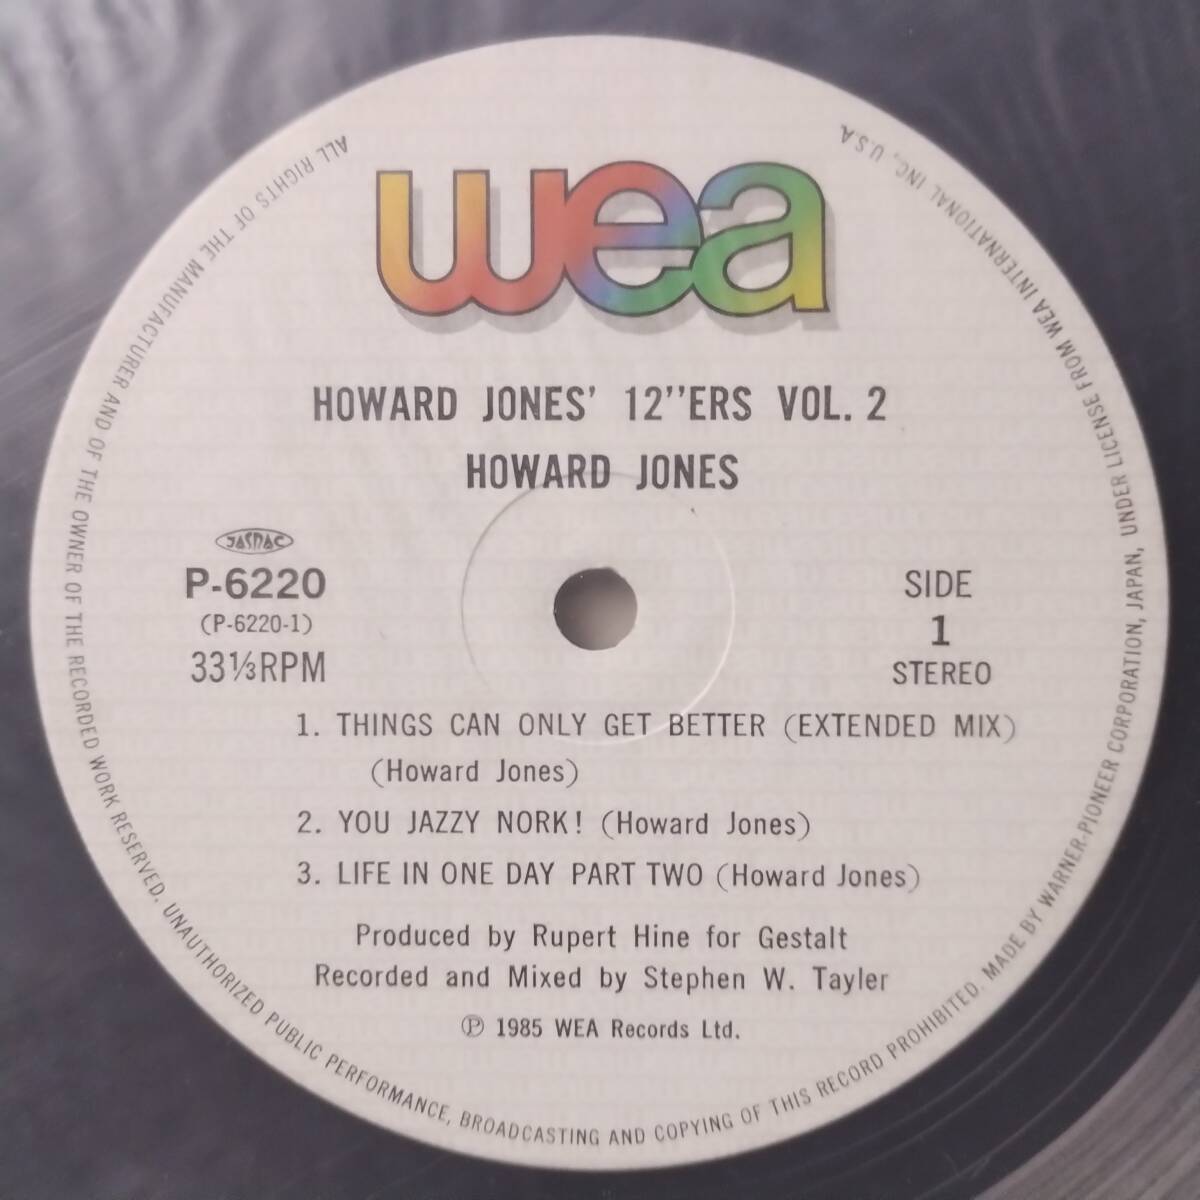 wea
HOWARD JONES' 12''ERS VOL. 2
HOWARD JONES
JASRAC
P-6220
(P-6220-1)
33⅓RPM
SIDE
1
STEREO
1. THINGS CAN ONLY GET BETTER (EXTENDED MIX)
(Howard Jones)
2. YOU JAZZY NORK! (Howard Jones)
3. LIFE IN ONE DAY PART TWO (Howard Jones)
Produced by Rupert Hine for Gestalt
Recorded and Mixed by Stephen W. Tayler
Ⓟ 1985 WEA Records Ltd.
ALL RIGHTS OF THE MANUFACTURER AND OF THE OWNER OF THE RECORDED WORK RESERVED. UNAUTHORIZED PUBLIC PERFORMANCE, BROADCASTING AND COPYING OF THIS RECORD PROHIBITED. MADE BY WARNER-PIONEER CORPORATION, JAPAN, UNDER LICENSE FROM WEA INTERNATIONAL INC., U.S.A.